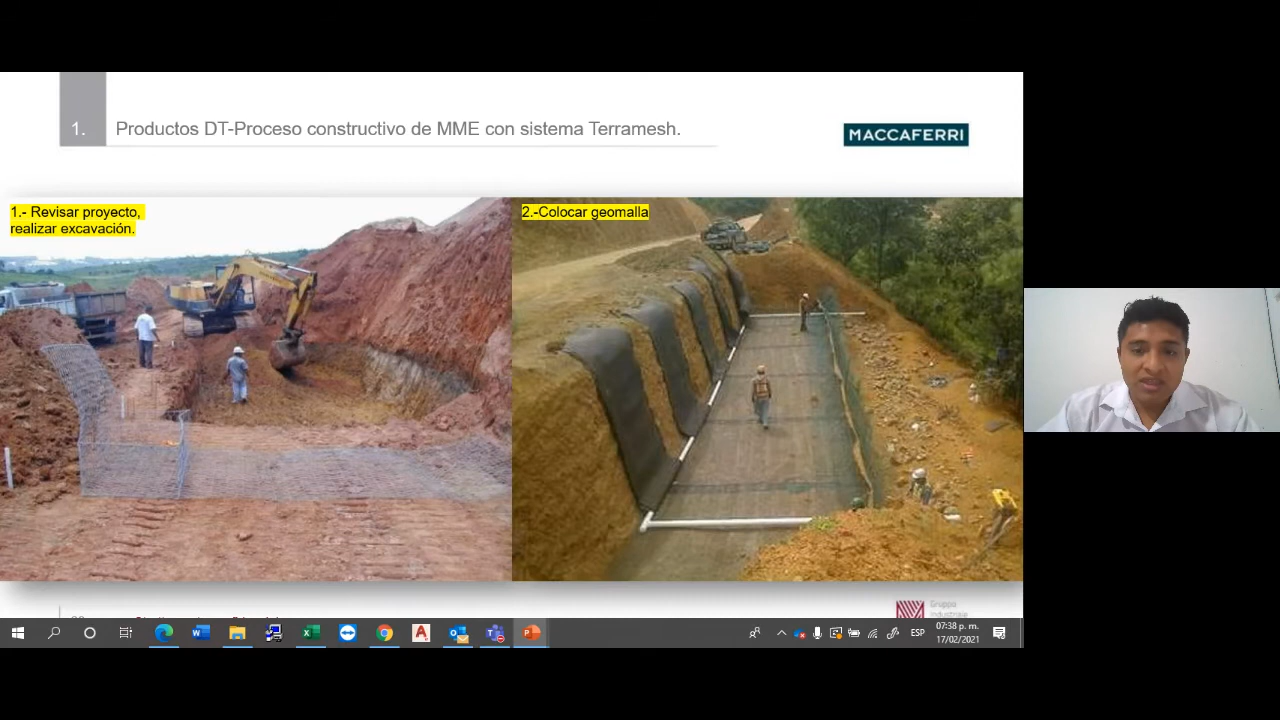 1.
Productos DT-Proceso constructivo de MME con sistema Terramesh.
MACCAFERRI
1.- Revisar proyecto,
realizar excavación.
2.-Colocar geomalla
ESP
07:38 p. m.
17/02/2021